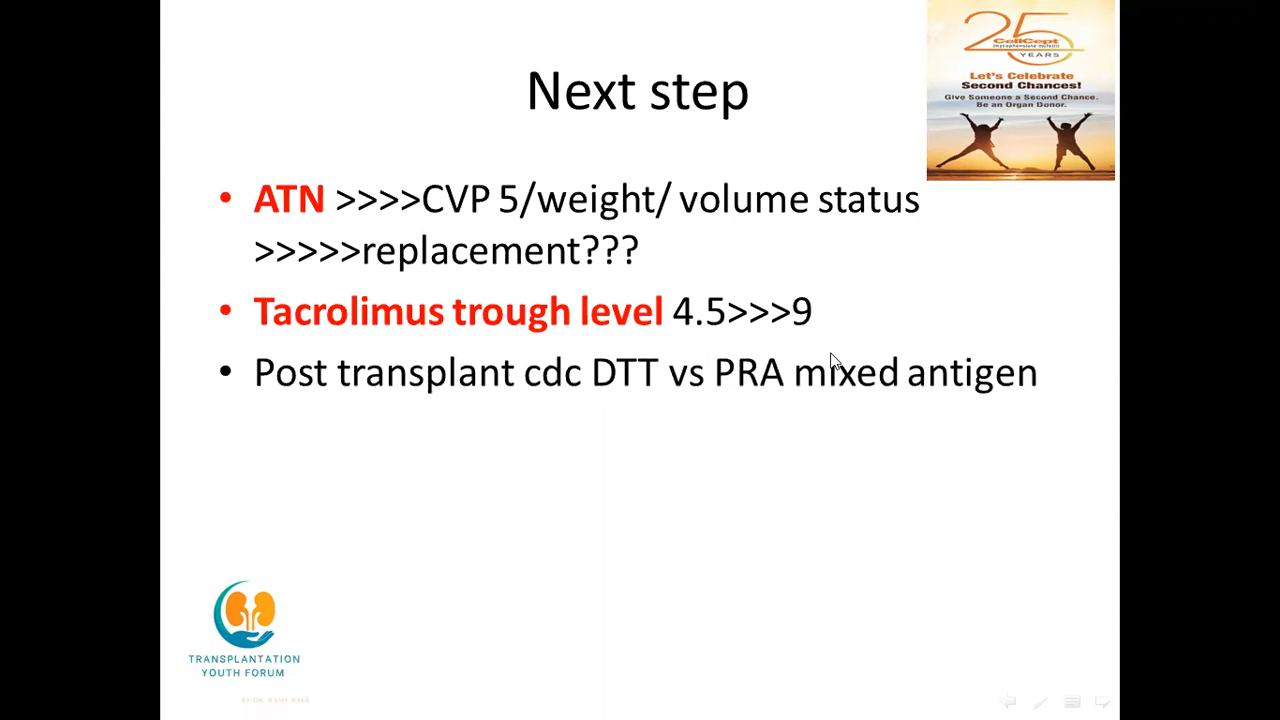 25
CellCept
(mycophenolate mofetil)
YEARS
Let's Celebrate
Second Chances!
Give Someone a Second Chance.
Be an Organ Donor.
Next step
• ATN >>>>CVP 5/weight/ volume status
>>>>>replacement???
• Tacrolimus trough level 4.5>>>9
• Post transplant cdc DTT vs PRA mixed antigen
TRANSPLANTATION
YOUTH FORUM
BY DR.